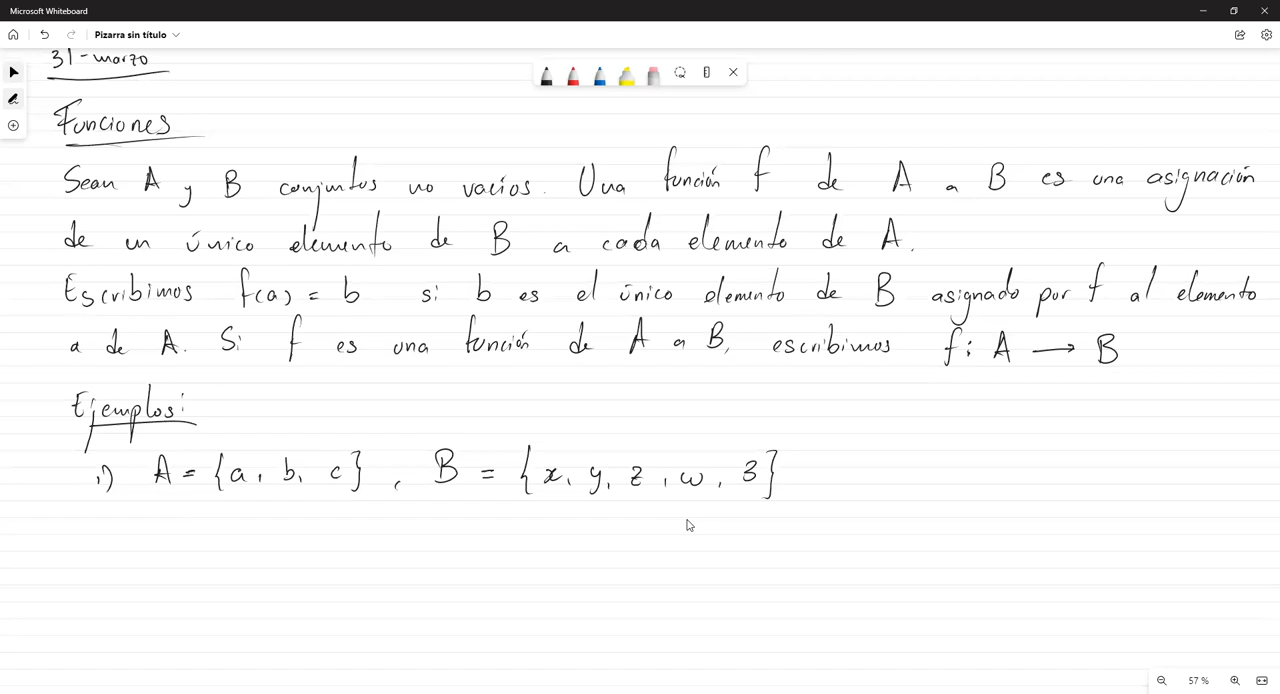 Microsoft Whiteboard
Pizarra sin título
31-marzo
Funciones
Sean A y B conjuntos no vacíos. Una función f de A a B es una asignación
de un único elemento de B a cada elemento de A.
Escribimos f(a) = b si b es el único elemento de B asignado por f al elemento
a de A. Si f es una función de A a B, escribimos f: A → B
Ejemplos:
1) A = {a, b, c}, B = {x, y, z, w, 3}
57 %